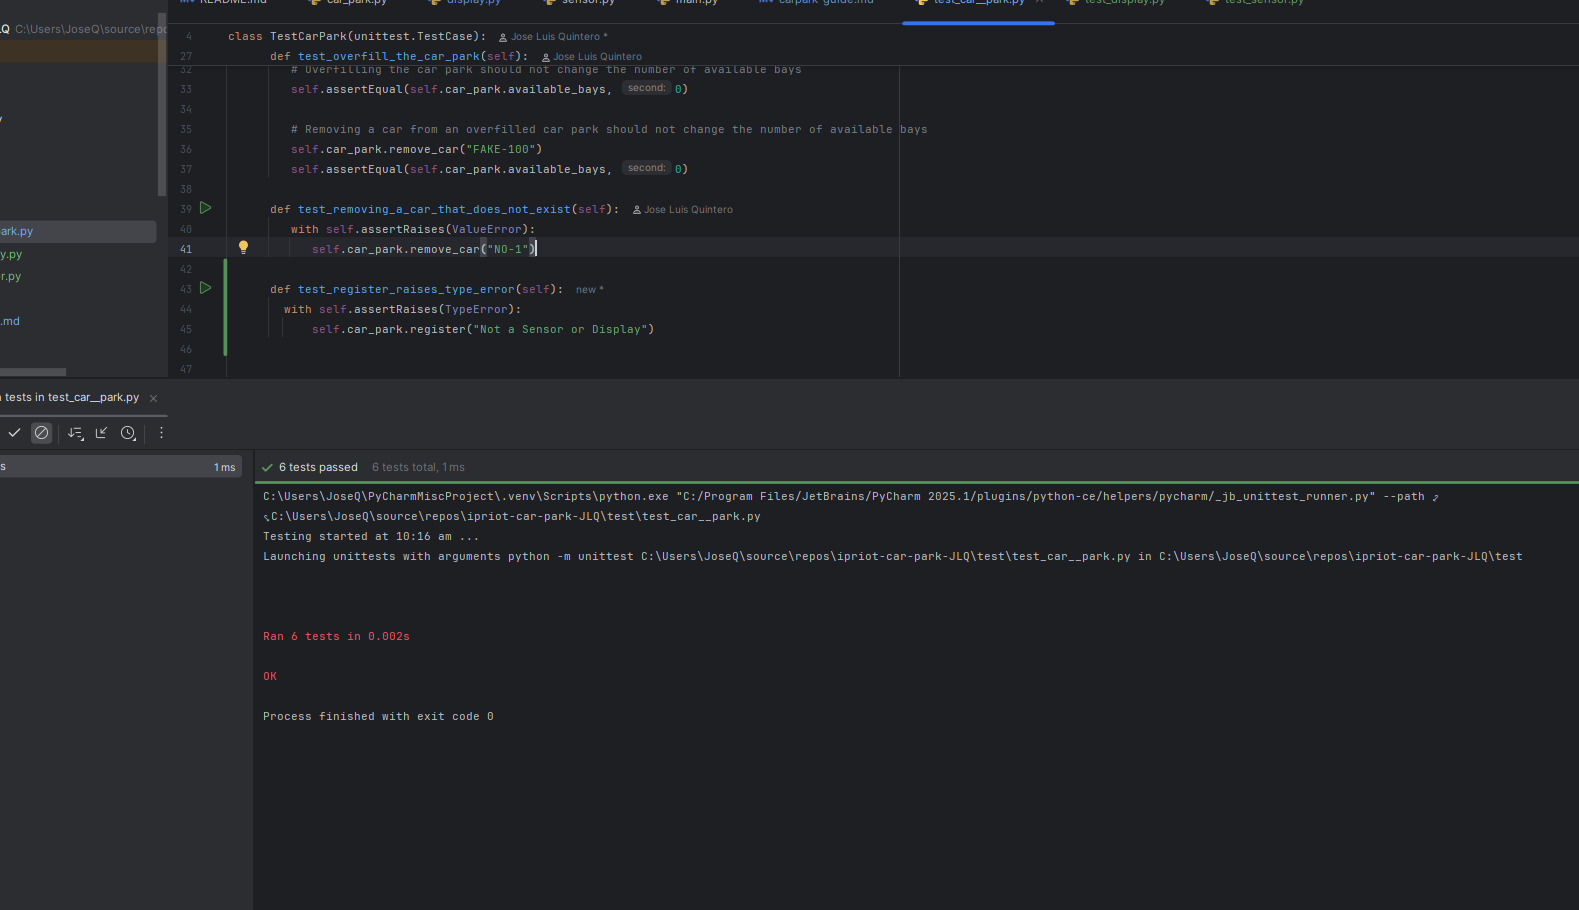 README.md car_park.py display.py sensor.py main.py carpark-guide.md test_car__park.py test_display.py test_sensor.py
Q C:\Users\JoseQ\source\repo
ark.py
y.py
r.py
.md
4 class TestCarPark(unittest.TestCase): Jose Luis Quintero *
27 def test_overfill_the_car_park(self): Jose Luis Quintero
32 # Overfilling the car park should not change the number of available bays
33 self.assertEqual(self.car_park.available_bays, second: 0)
34
35 # Removing a car from an overfilled car park should not change the number of available bays
36 self.car_park.remove_car("FAKE-100")
37 self.assertEqual(self.car_park.available_bays, second: 0)
38
39 def test_removing_a_car_that_does_not_exist(self): Jose Luis Quintero
40 with self.assertRaises(ValueError):
41 self.car_park.remove_car("NO-1")
42
43 def test_register_raises_type_error(self): new *
44 with self.assertRaises(TypeError):
45 self.car_park.register("Not a Sensor or Display")
46
47
tests in test_car__park.py
s 1 ms
6 tests passed 6 tests total, 1 ms
C:\Users\JoseQ\PyCharmMiscProject\.venv\Scripts\python.exe "C:/Program Files/JetBrains/PyCharm 2025.1/plugins/python-ce/helpers/pycharm/_jb_unittest_runner.py" --path
C:\Users\JoseQ\source\repos\ipriot-car-park-JLQ\test\test_car__park.py
Testing started at 10:16 am ...
Launching unittests with arguments python -m unittest C:\Users\JoseQ\source\repos\ipriot-car-park-JLQ\test\test_car__park.py in C:\Users\JoseQ\source\repos\ipriot-car-park-JLQ\test
Ran 6 tests in 0.002s
OK
Process finished with exit code 0